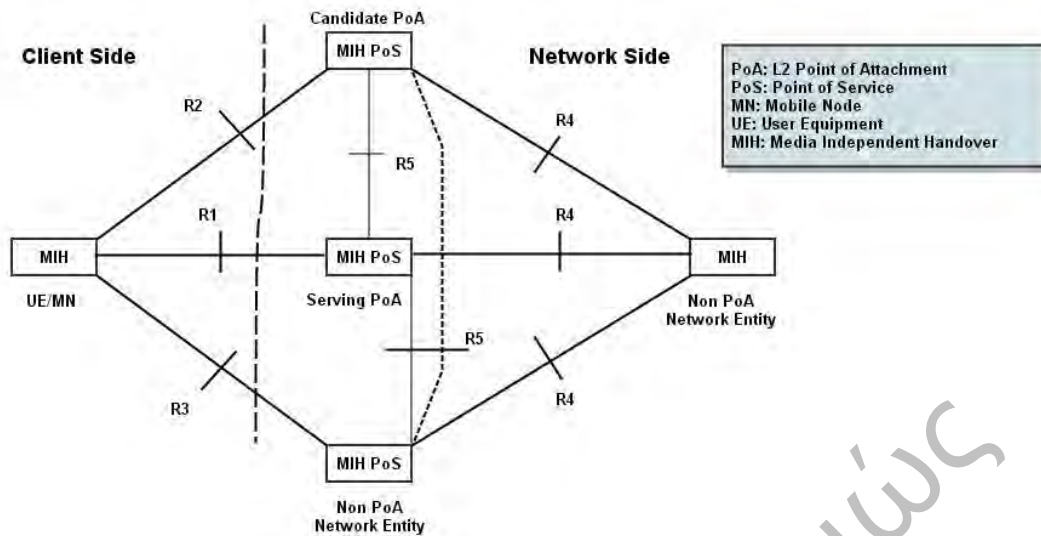 Candidate PoA
Client Side
MIH PoS
Network Side
PoA: L2 Point of Attachment
PoS: Point of Service
MN: Mobile Node
UE: User Equipment
MIH: Media Independent Handover
R2
R4
R5
R1
R4
MIH
MIH PoS
MIH
UE/MN
Serving PoA
Non PoA
Network Entity
R5
R3
R4
MIH PoS
Non PoA
Network Entity